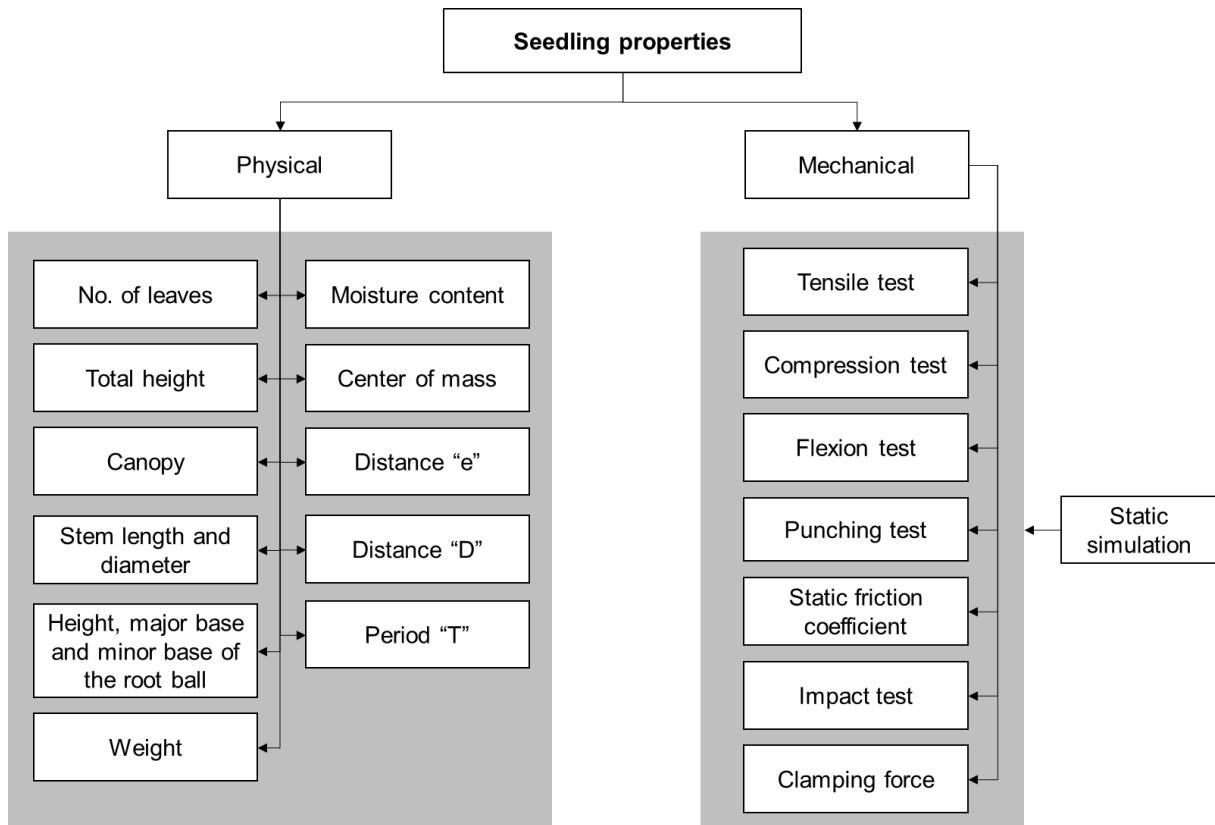 Seedling properties
Physical
Mechanical
No. of leaves
Moisture content
Total height
Center of mass
Canopy
Distance “e”
Stem length and
diameter
Distance “D”
Height, major base
and minor base of
the root ball
Period “T”
Weight
Tensile test
Compression test
Flexion test
Punching test
Static friction
coefficient
Impact test
Clamping force
Static
simulation